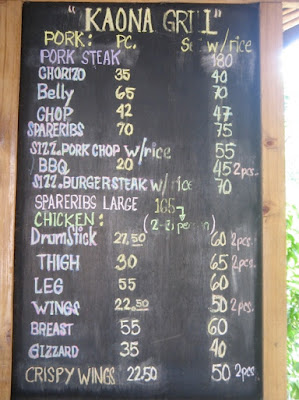 "KAONA GRILL"
PORK: PC. w/rice
PORK STEAK 180
CHORIZO 35 40
Belly 65 70
CHOP 42 47
SPARERIBS 70 75
SIZZ. PORK CHOP w/rice 55
BBQ 20 45 2pcs.
SIZZ. BURGER STEAK w/rice 70
SPARERIBS LARGE 165
CHICKEN: (2-3 person)
Drumstick 27.50 60 2pcs.
THIGH 30 65 2pcs.
LEG 55 60
WINGS 22.50 50 2pcs.
BREAST 55 60
GIZZARD 35 40
CRISPY WINGS 22.50 50 2pcs.